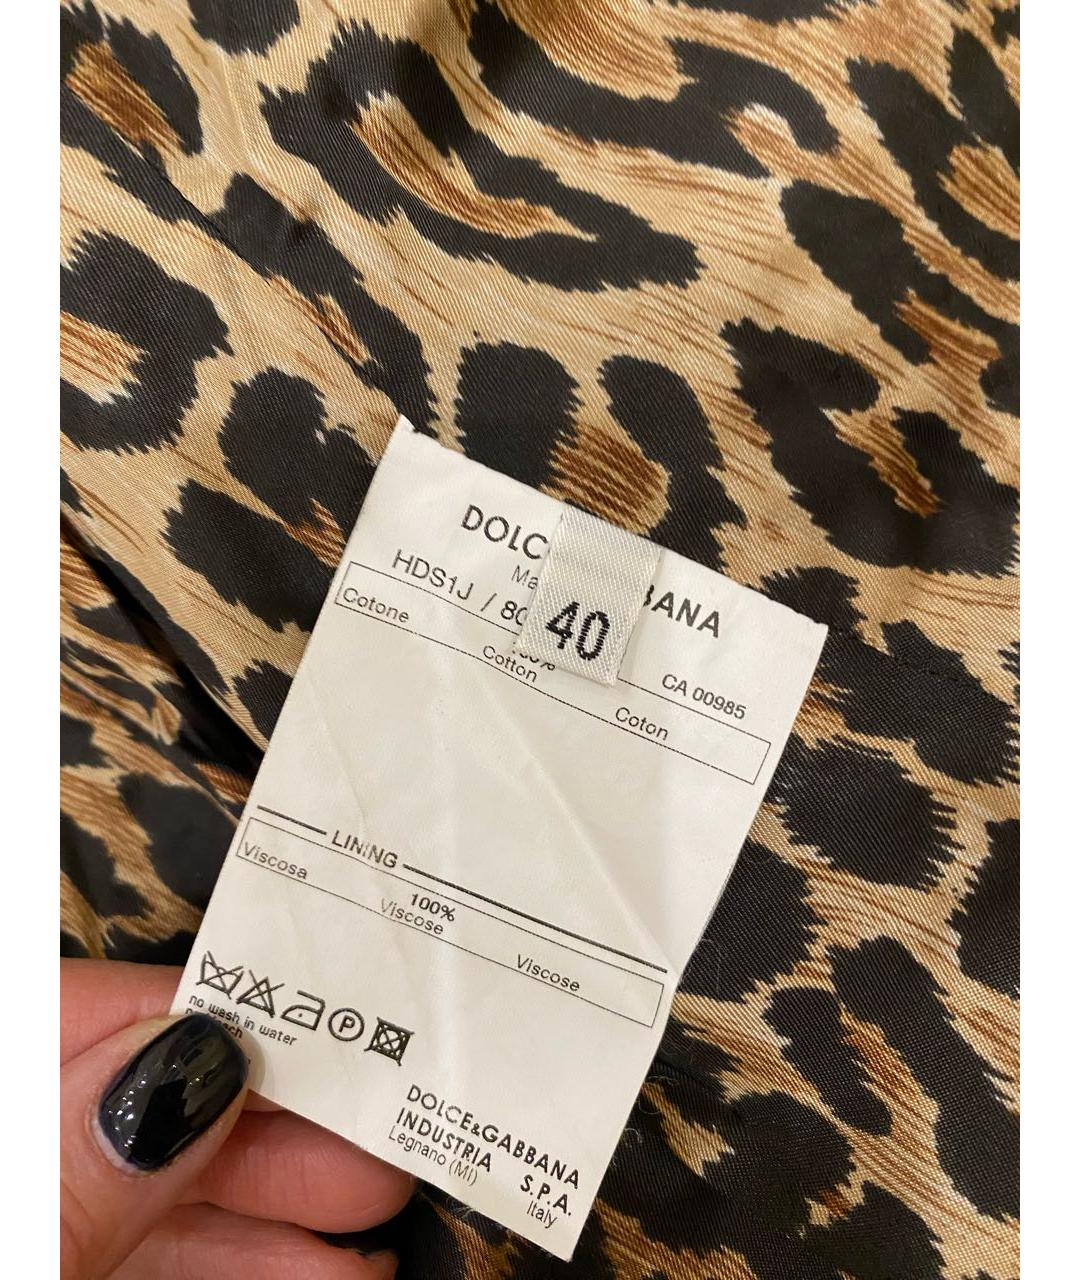 DOLC BANA
40
HDS1J / 80
CA 00985
Cotone
Cotton
Coton
LINING
100%
Viscosa
Viscose
Viscose
no wash in water
DOLCE&GABBANA
INDUSTRIA S.P.A.
Legnano (MI) Italy